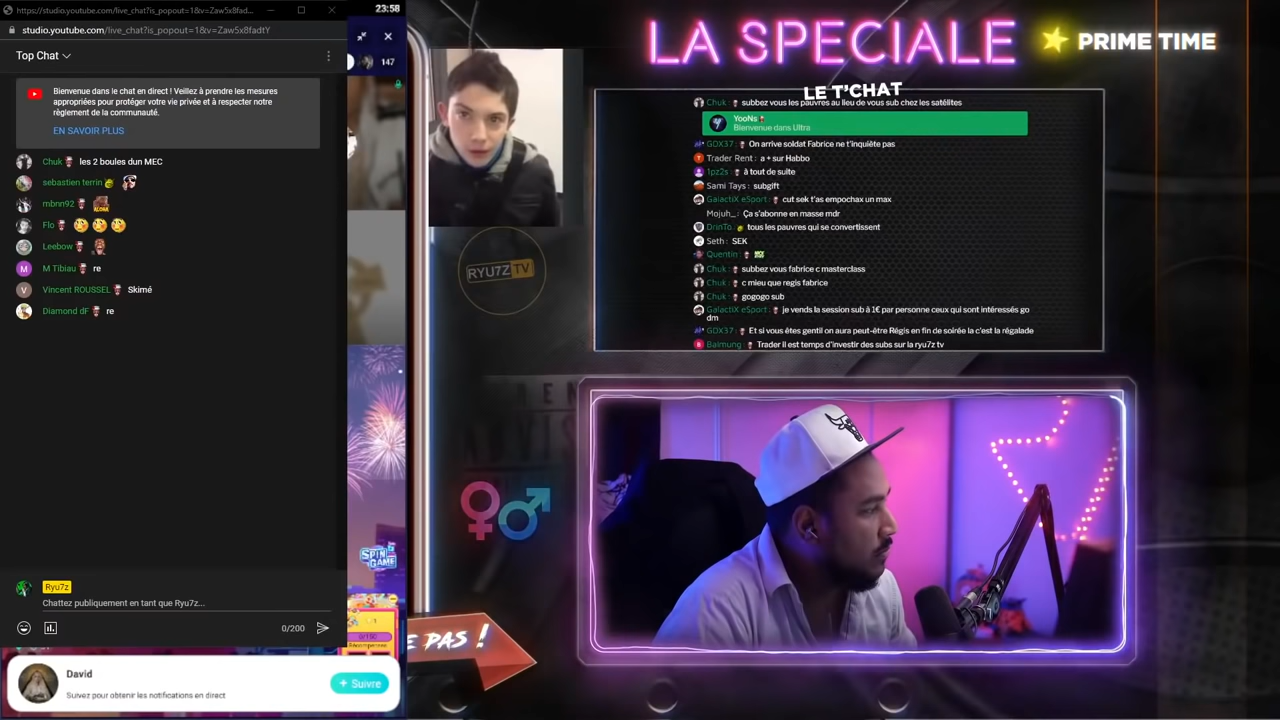 https://studio.youtube.com/live_chat?is_popout=1&v=Zaw5x8fad...
studio.youtube.com/live_chat?is_popout=1&v=Zaw5x8fadtY
Top Chat
Bienvenue dans le chat en direct ! Veillez à prendre les mesures
appropriées pour protéger votre vie privée et à respecter notre
règlement de la communauté.
EN SAVOIR PLUS
Chuk les 2 boules dun MEC
sebastien terrin
mbnn92
Flo
Leebow
M M Tibiau re
V Vincent ROUSSEL Skimé
Diamond dF re
Ryu7z
Chattez publiquement en tant que Ryu7z...
0/200
23:58
147
SPIN
GAME
0/150
Récompenses
David
Suivez pour obtenir les notifications en direct
+ Suivre
E PAS !
RYU7Z TV
LA SPECIALE
PRIME TIME
LE T'CHAT
Chuk : subbez vous les pauvres au lieu de vous sub chez les satélites
YooNs
Bienvenue dans Ultra
GDX37 : On arrive soldat Fabrice ne t'inquiète pas
Trader Rent : a + sur Habbo
1pz2s : à tout de suite
Sami Tays : subgift
GalactiX eSport : cut sek t'as empochax un max
Mojuh_ : Ça s'abonne en masse mdr
DrinTo : tous les pauvres qui se convertissent
Seth : SEK
Quentin :
Chuk : subbez vous fabrice c masterclass
Chuk : c mieu que regis fabrice
Chuk : gogogo sub
GalactiX eSport : je vends la session sub à 1€ par personne ceux qui sont intéressés go
dm
GDX37 : Et si vous êtes gentil on aura peut-être Régis en fin de soirée la c'est la régalade
B Balmung : Trader il est temps d'investir des subs sur la ryu7z tv